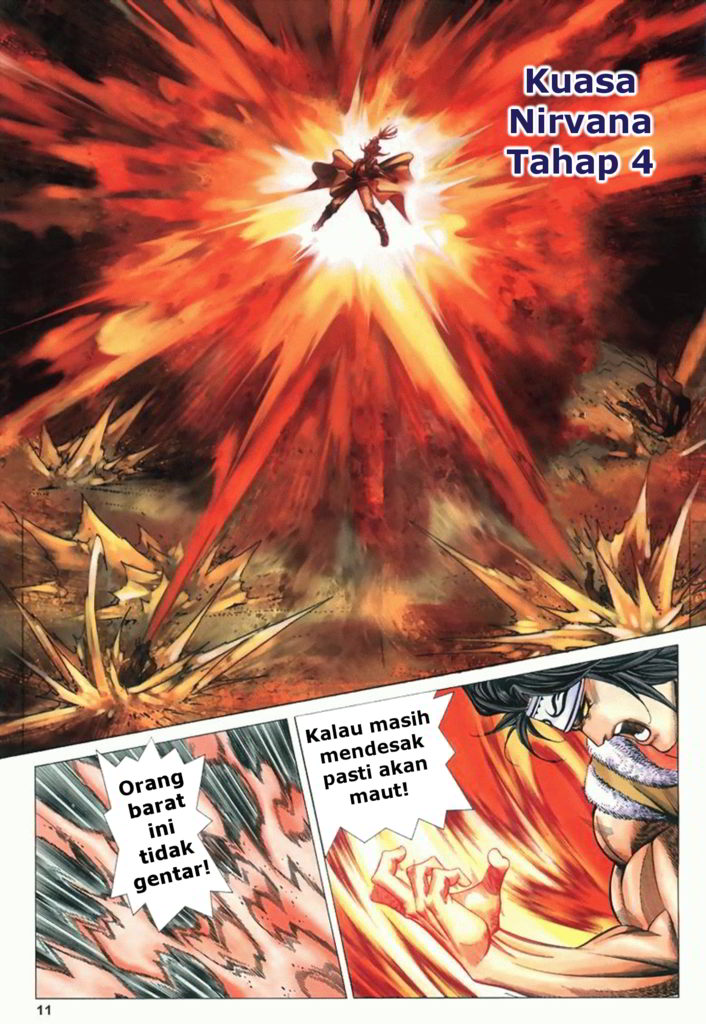 Kuasa
Nirvana
Tahap 4
Orang
barat
ini
tidak
gentar!
Kalau masih
mendesak
pasti akan
maut!
11